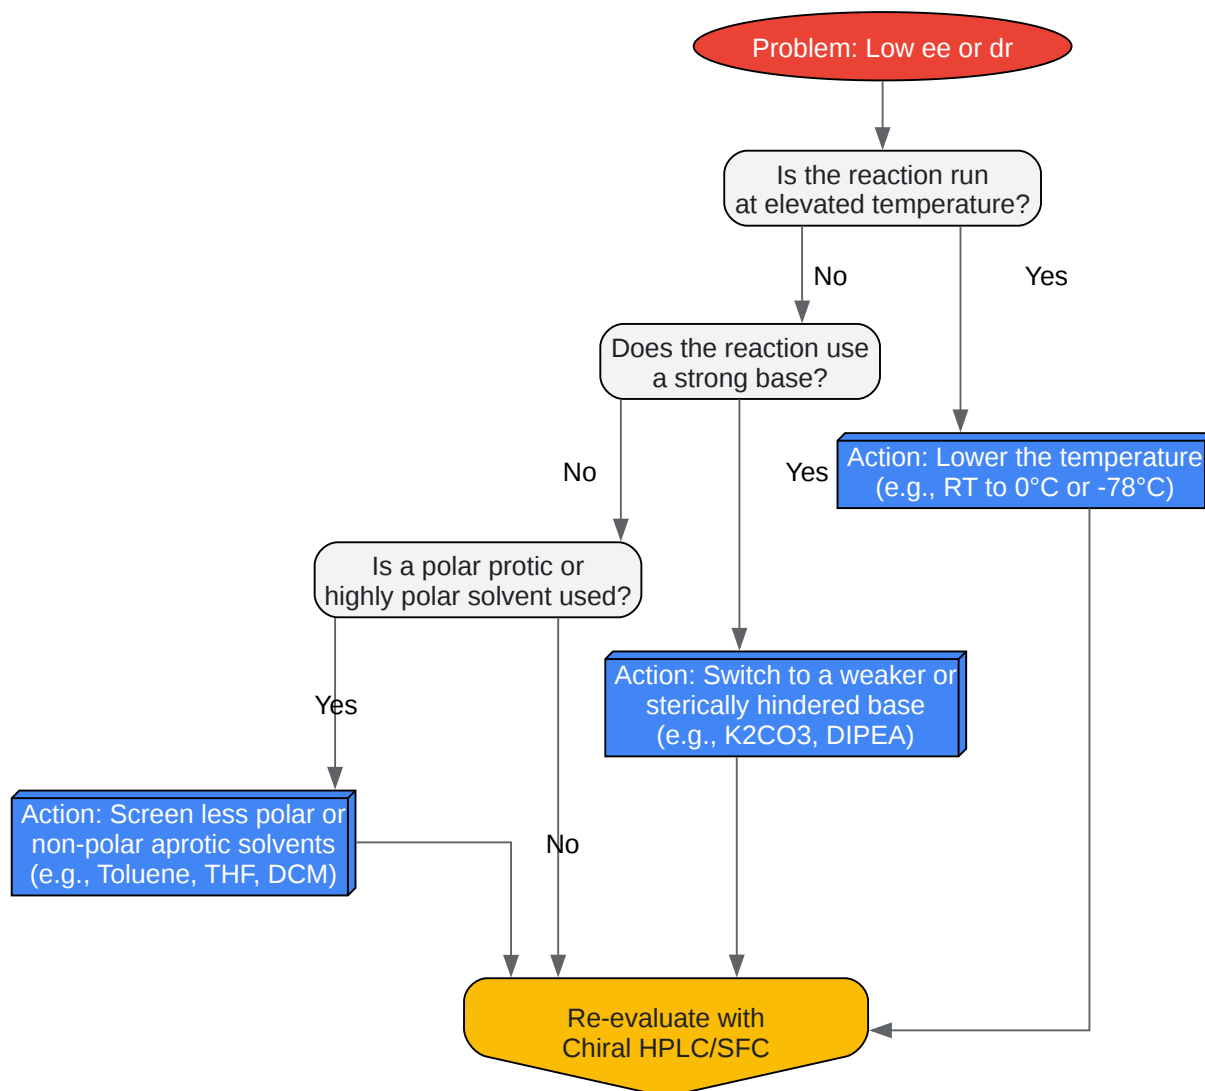 Problem: Low ee or dr
Is the reaction run
at elevated temperature?
No
Yes
Does the reaction use
a strong base?
Action: Lower the temperature
(e.g., RT to 0°C or -78°C)
No
Yes
Is a polar protic or
highly polar solvent used?
Action: Switch to a weaker or
sterically hindered base
(e.g., K2CO3, DIPEA)
Yes
Action: Screen less polar or
non-polar aprotic solvents
(e.g., Toluene, THF, DCM)
No
Re-evaluate with
Chiral HPLC/SFC